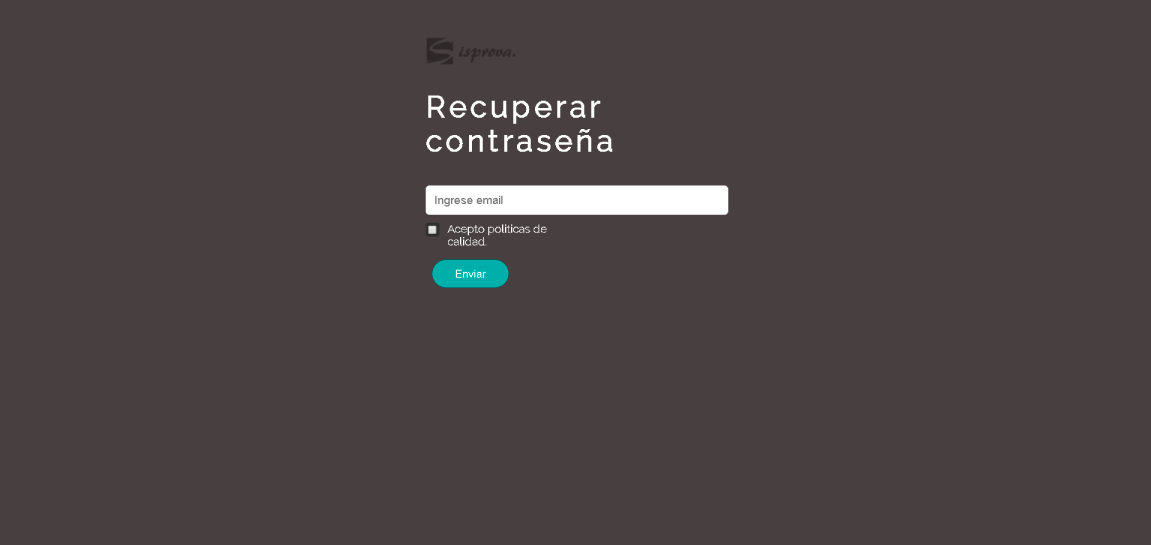 Sisprova.
Recuperar
contraseña
Ingrese email
Acepto políticas de
calidad.
Enviar